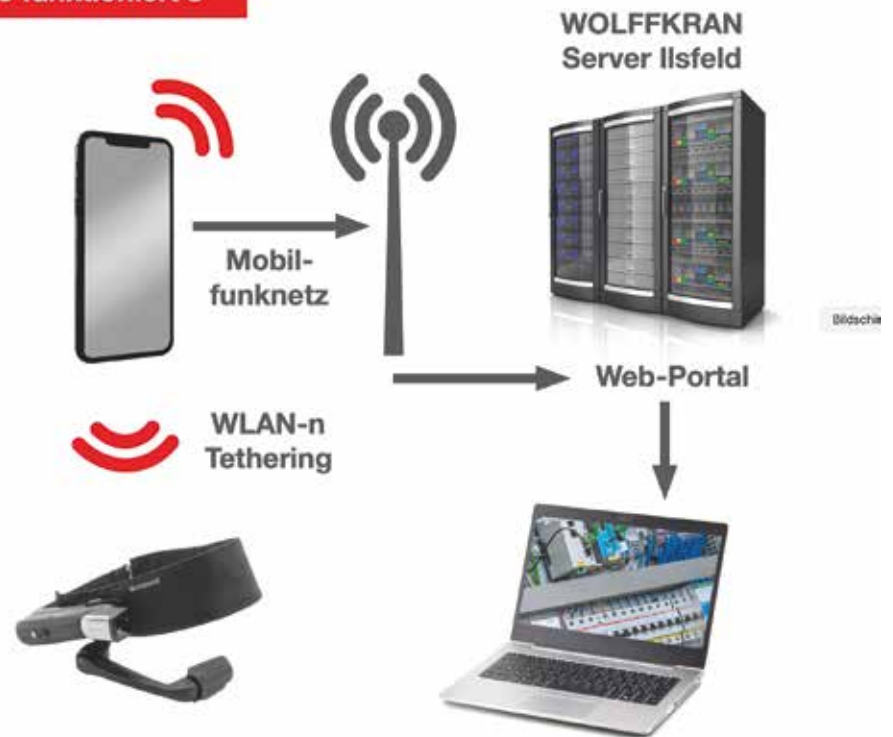 WOLFFKRAN
Server Ilsfeld
Mobil-
funknetz
Web-Portal
WLAN-n
Tethering